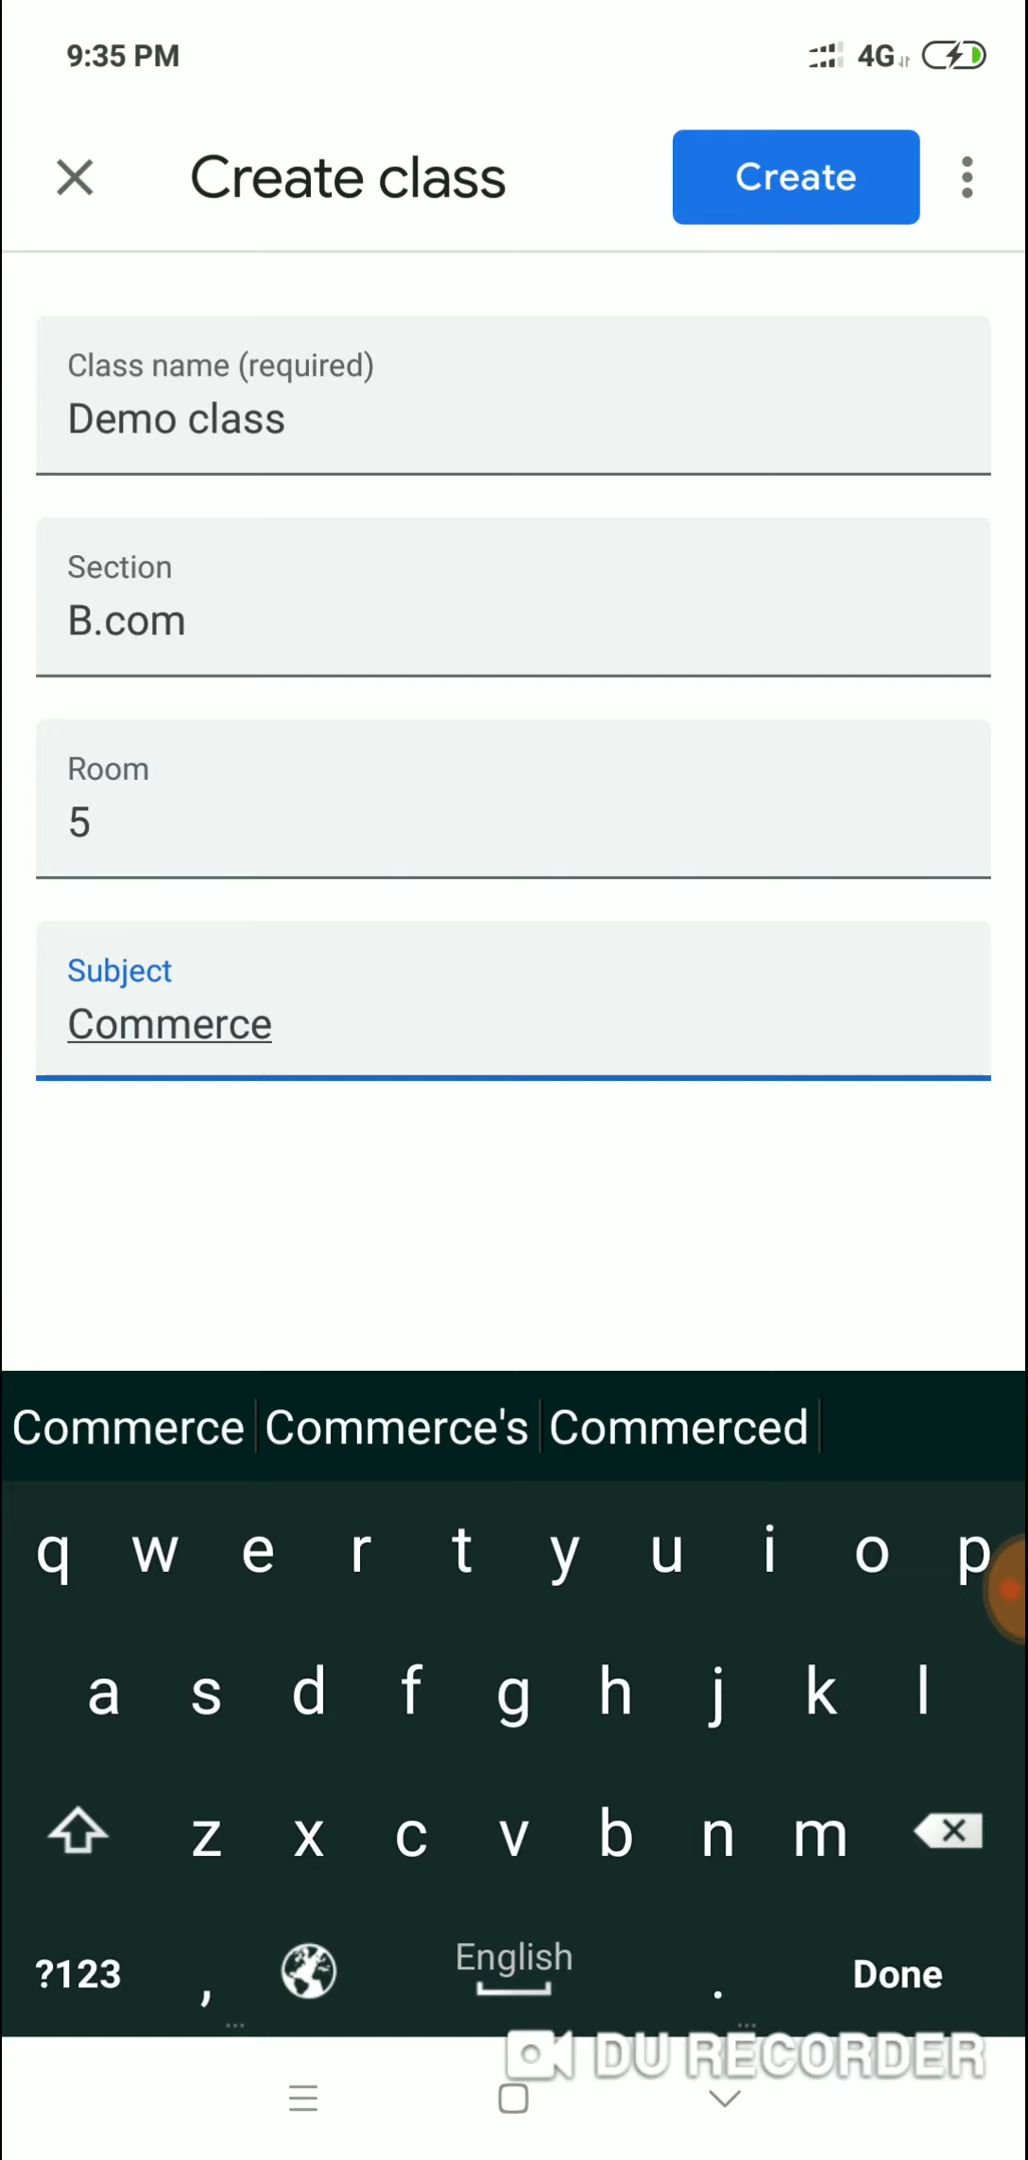 9:35 PM 4G
Create class Create
Class name (required)
Demo class
Section
B.com
Room
5
Subject
Commerce
Commerce Commerce's Commerced
q w e r t y u i o p
a s d f g h j k l
z x c v b n m
?123 , English . Done
DU RECORDER